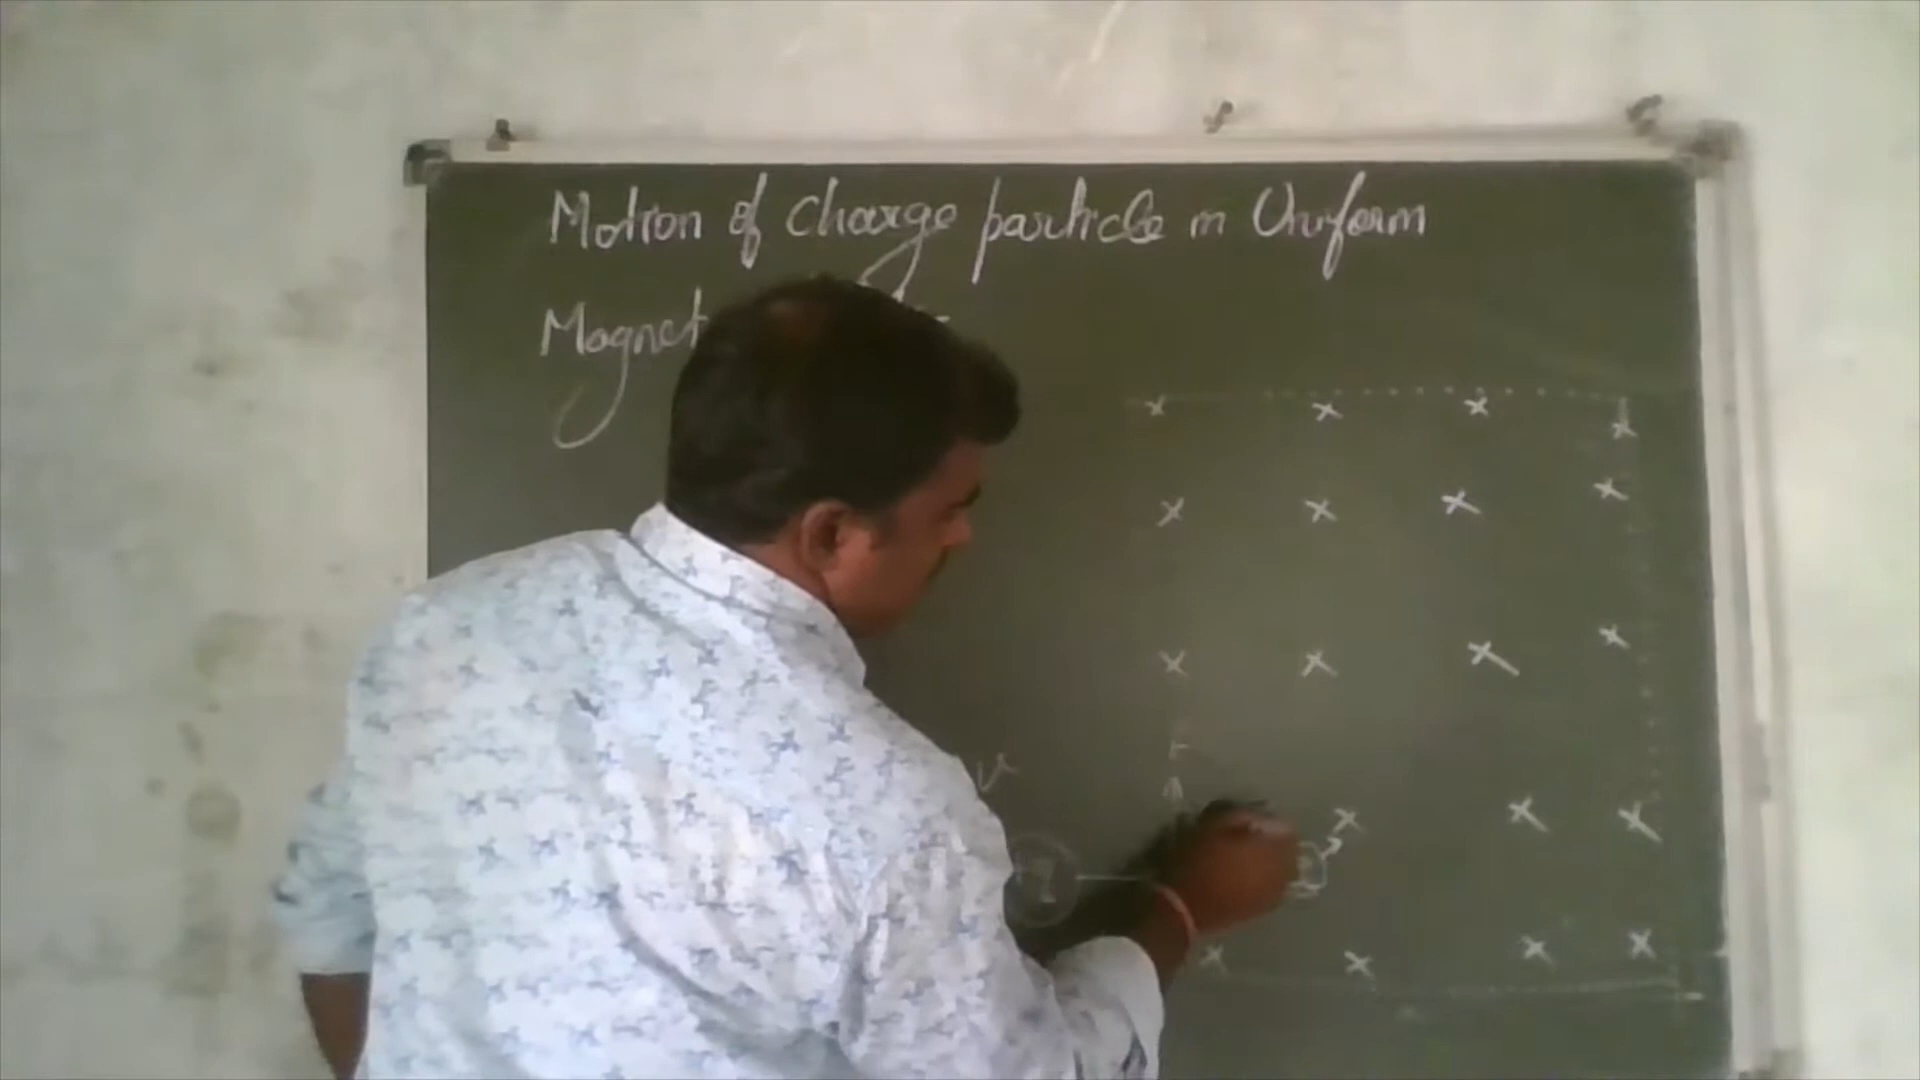 Motion of charge particle in Uniform
Magnet
× × × ×
× × × ×
× × × ×
v
× × ×
× × × ×